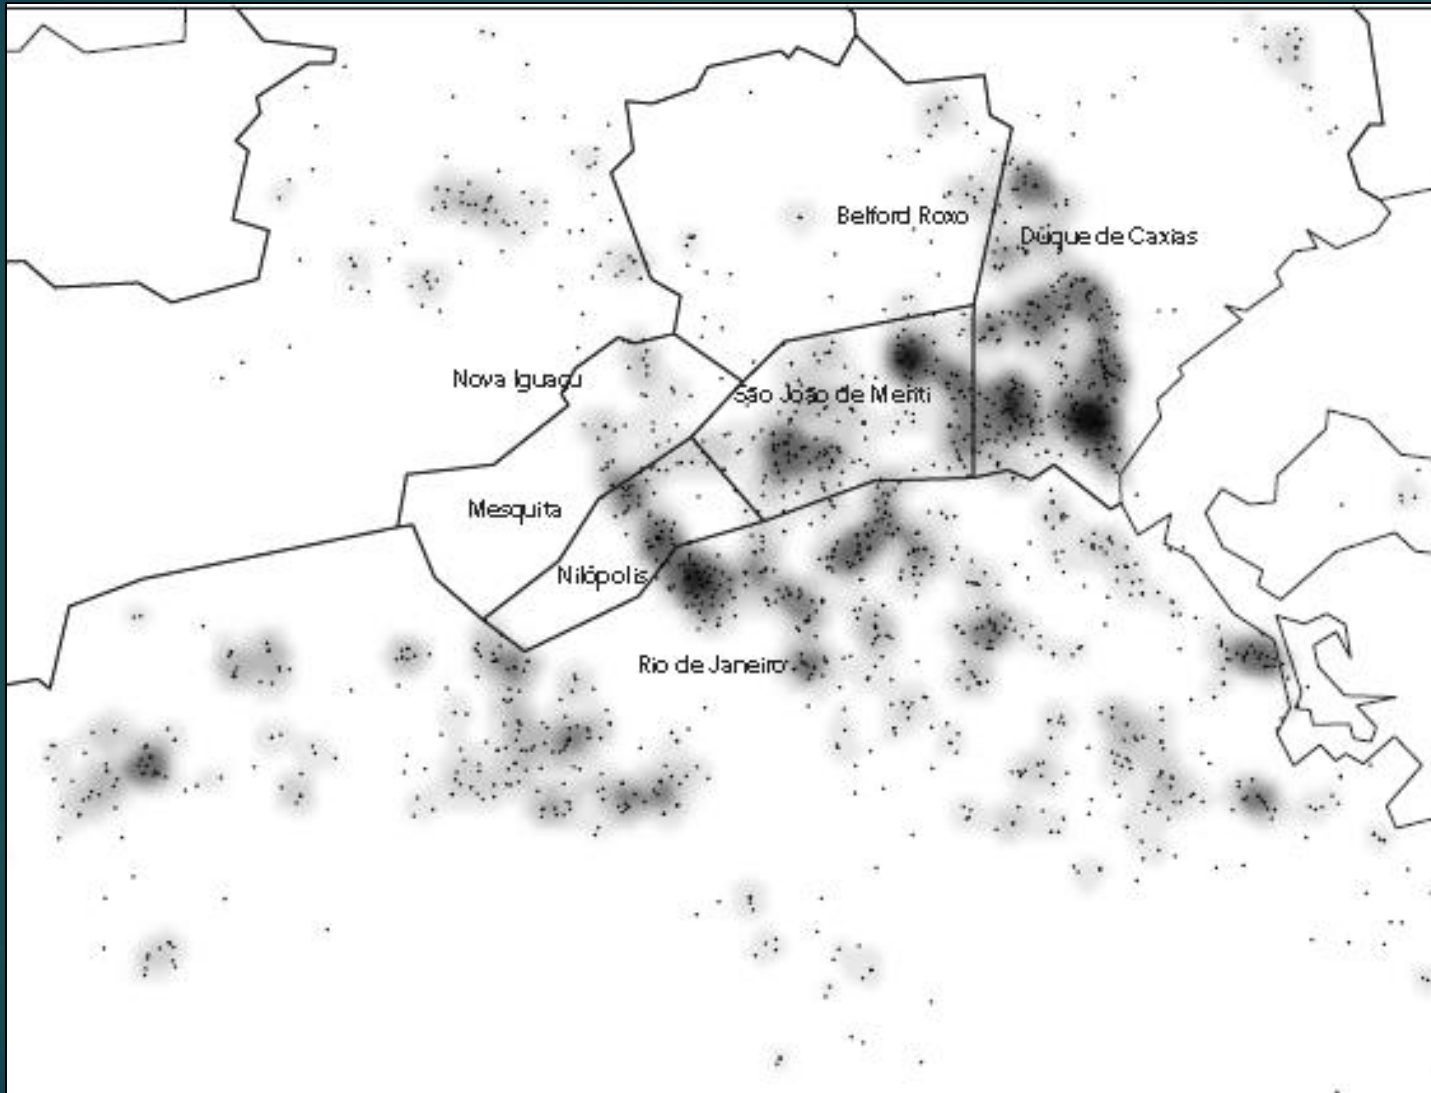 Belford Roxo
Duque de Caxias
Nova Iguaçu
São João de Meriti
Mesquita
Nilópolis
Rio de Janeiro